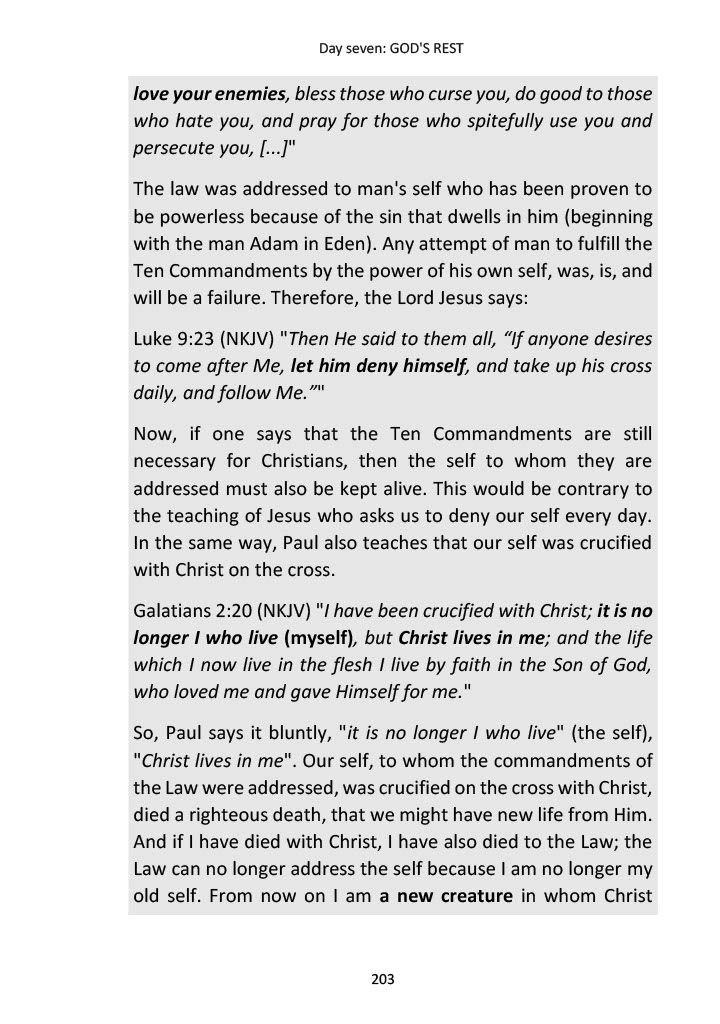 Day seven: GOD'S REST
love your enemies, bless those who curse you, do good to those
who hate you, and pray for those who spitefully use you and
persecute you, [...]"
The law was addressed to man's self who has been proven to
be powerless because of the sin that dwells in him (beginning
with the man Adam in Eden). Any attempt of man to fulfill the
Ten Commandments by the power of his own self, was, is, and
will be a failure. Therefore, the Lord Jesus says:
Luke 9:23 (NKJV) "Then He said to them all, “If anyone desires
to come after Me, let him deny himself, and take up his cross
daily, and follow Me.”"
Now, if one says that the Ten Commandments are still
necessary for Christians, then the self to whom they are
addressed must also be kept alive. This would be contrary to
the teaching of Jesus who asks us to deny our self every day.
In the same way, Paul also teaches that our self was crucified
with Christ on the cross.
Galatians 2:20 (NKJV) "I have been crucified with Christ; it is no
longer I who live (myself), but Christ lives in me; and the life
which I now live in the flesh I live by faith in the Son of God,
who loved me and gave Himself for me."
So, Paul says it bluntly, "it is no longer I who live" (the self),
"Christ lives in me". Our self, to whom the commandments of
the Law were addressed, was crucified on the cross with Christ,
died a righteous death, that we might have new life from Him.
And if I have died with Christ, I have also died to the Law; the
Law can no longer address the self because I am no longer my
old self. From now on I am a new creature in whom Christ
203